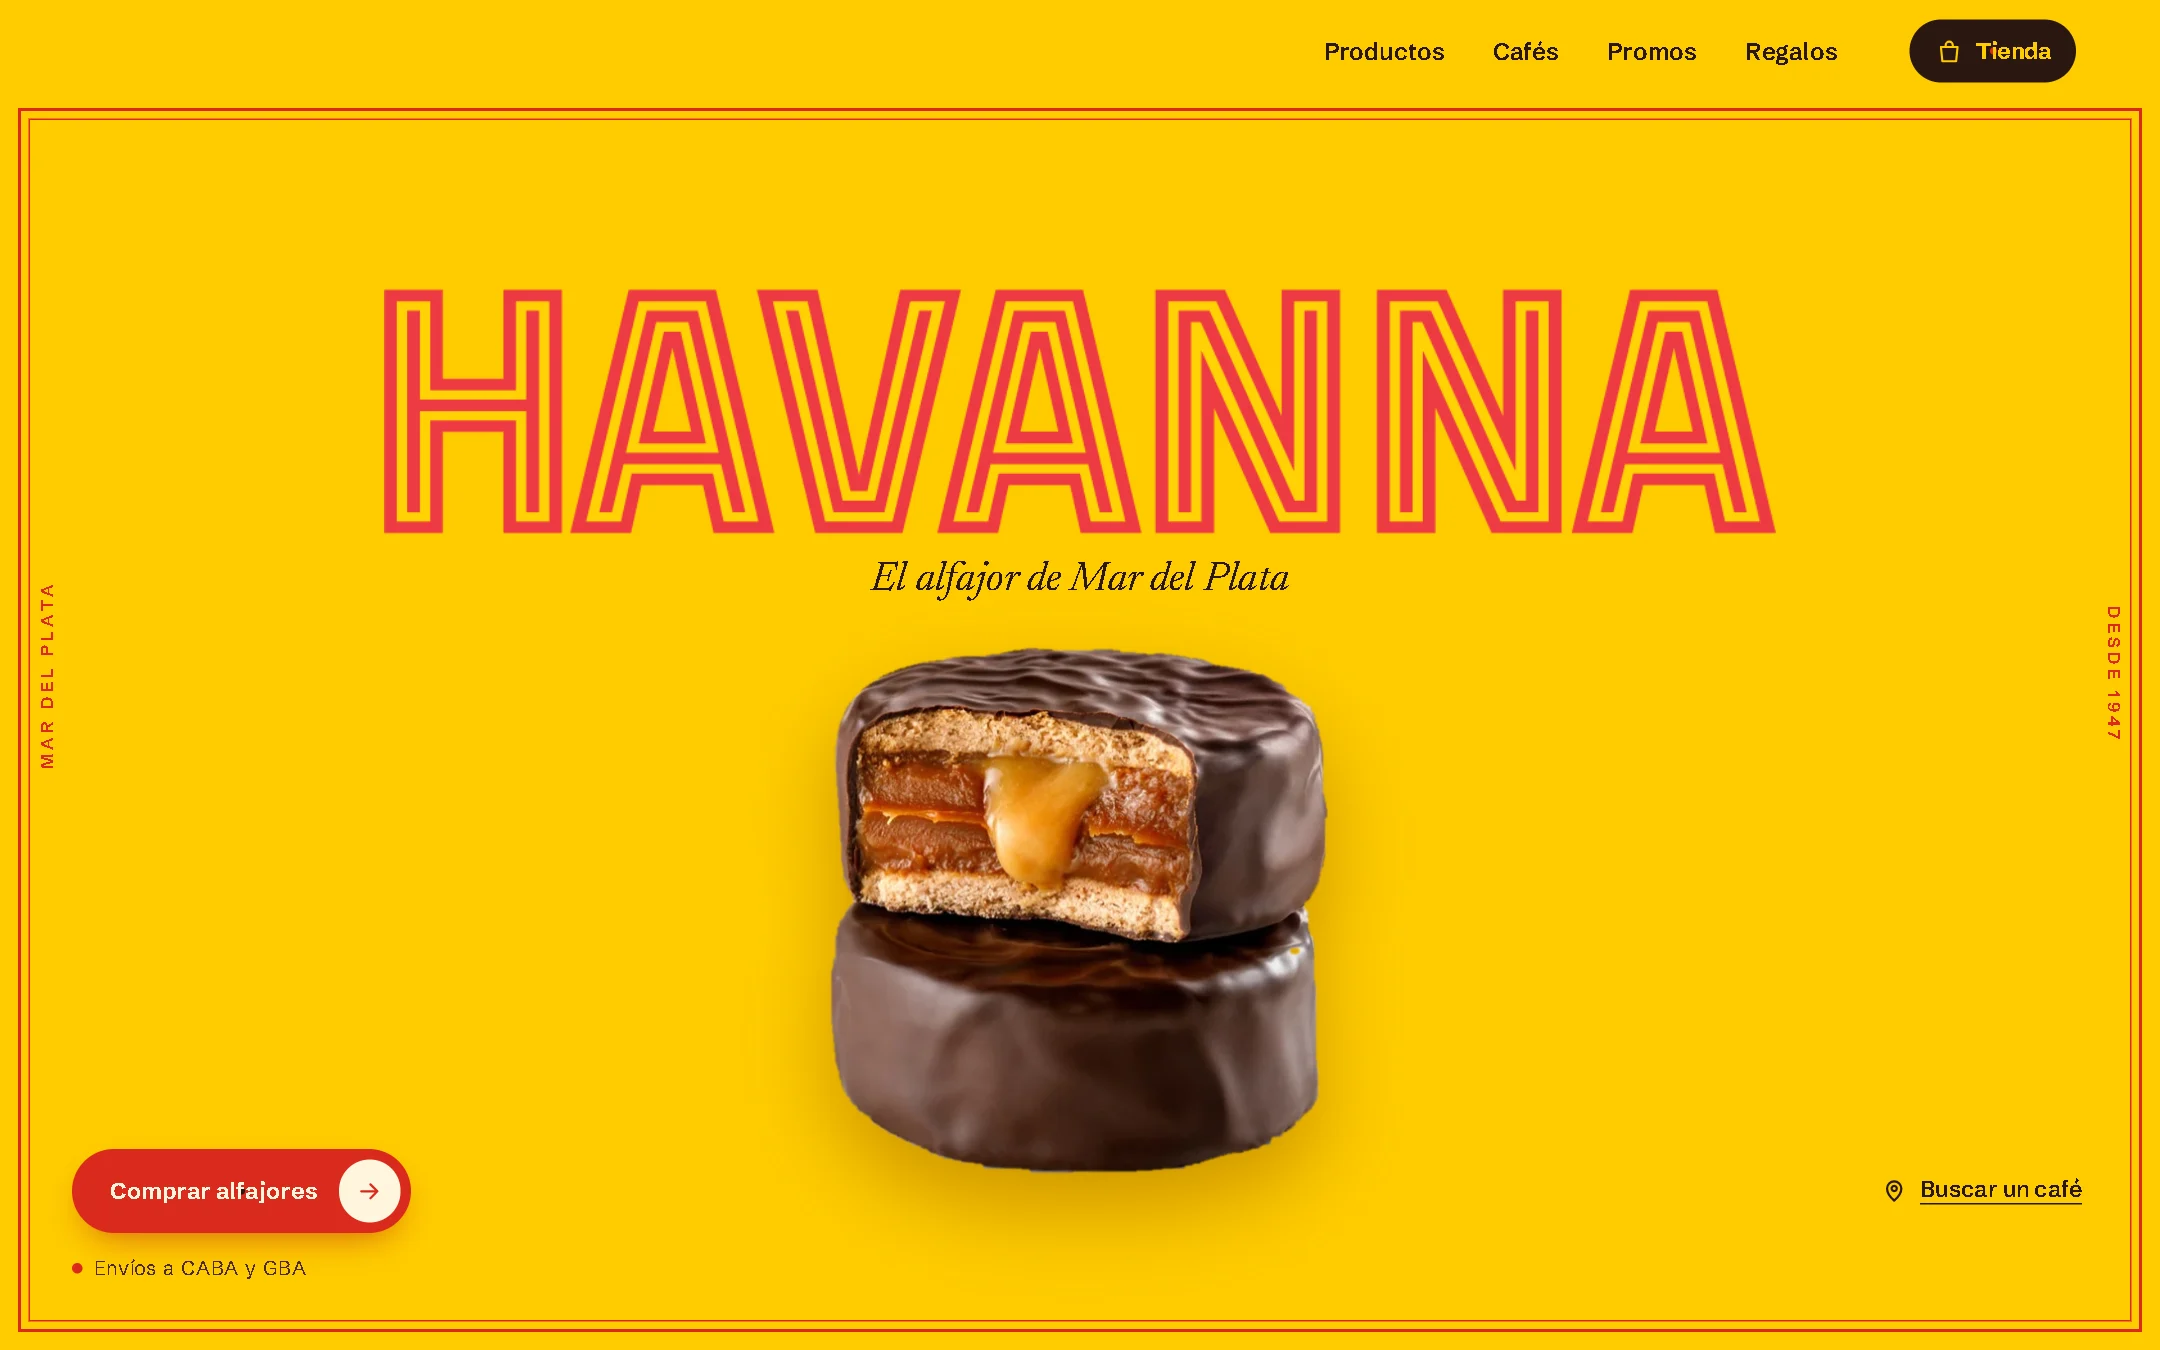 Productos
Cafés
Promos
Regalos
Tienda
HAVANNA
El alfajor de Mar del Plata
MAR DEL PLATA
DESDE 1947
Comprar alfajores
Buscar un café
Envíos a CABA y GBA